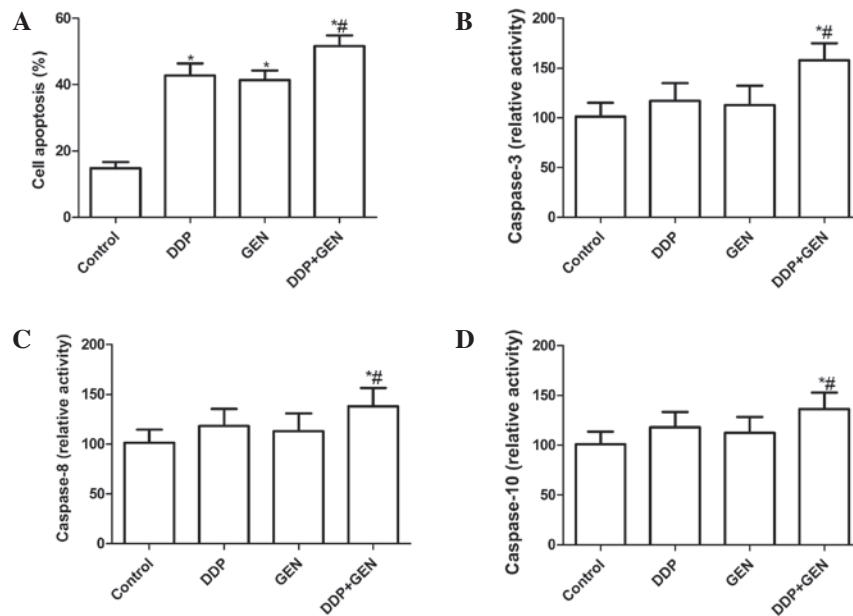 A
Cell apoptosis (%)
60
40
20
0
*
*
*#
Control
DDP
GEN
DDP+GEN
B
Caspase-3 (relative activity)
200
150
100
50
0
*#
Control
DDP
GEN
DDP+GEN
C
Caspase-8 (relative activity)
200
150
100
50
0
*#
Control
DDP
GEN
DDP+GEN
D
Caspase-10 (relative activity)
200
150
100
50
0
*#
Control
DDP
GEN
DDP+GEN